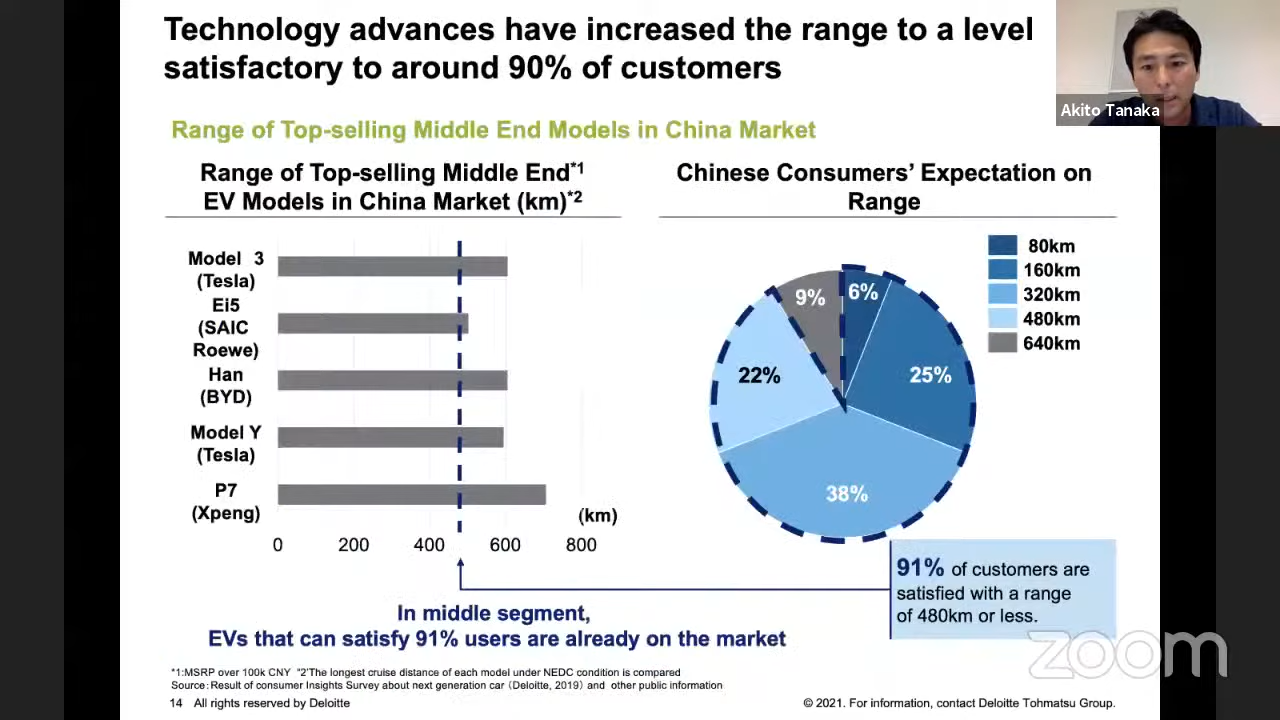 Technology advances have increased the range to a level
satisfactory to around 90% of customers
Akito Tanaka
Range of Top-selling Middle End Models in China Market
Range of Top-selling Middle End*1
EV Models in China Market (km)*2
Model 3
(Tesla)
Ei5
(SAIC
Roewe)
Han
(BYD)
Model Y
(Tesla)
P7
(Xpeng)
(km)
0 200 400 600 800
Chinese Consumers' Expectation on
Range
80km
160km
320km
480km
640km
9%
6%
22%
25%
38%
91% of customers are
satisfied with a range
of 480km or less.
In middle segment,
EVs that can satisfy 91% users are already on the market
zoom
*1:MSRP over 100k CNY *2'The longest cruise distance of each model under NEDC condition is compared
Source: Result of consumer Insights Survey about next generation car (Deloitte, 2019) and other public information
14 All rights reserved by Deloitte
© 2021. For information, contact Deloitte Tohmatsu Group.